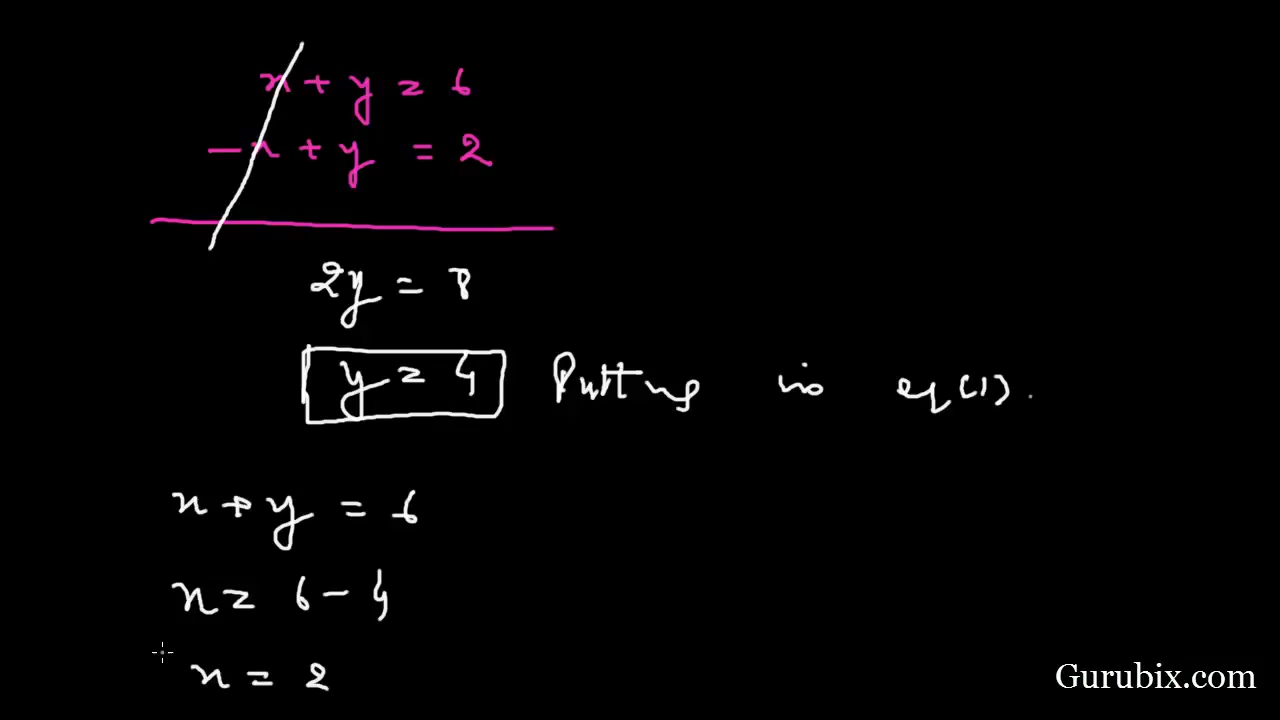 x + y = 6
- x + y = 2
2y = 8
y = 4 Putting in eq(1).
x + y = 6
x = 6 - 4
x = 2
Gurubix.com